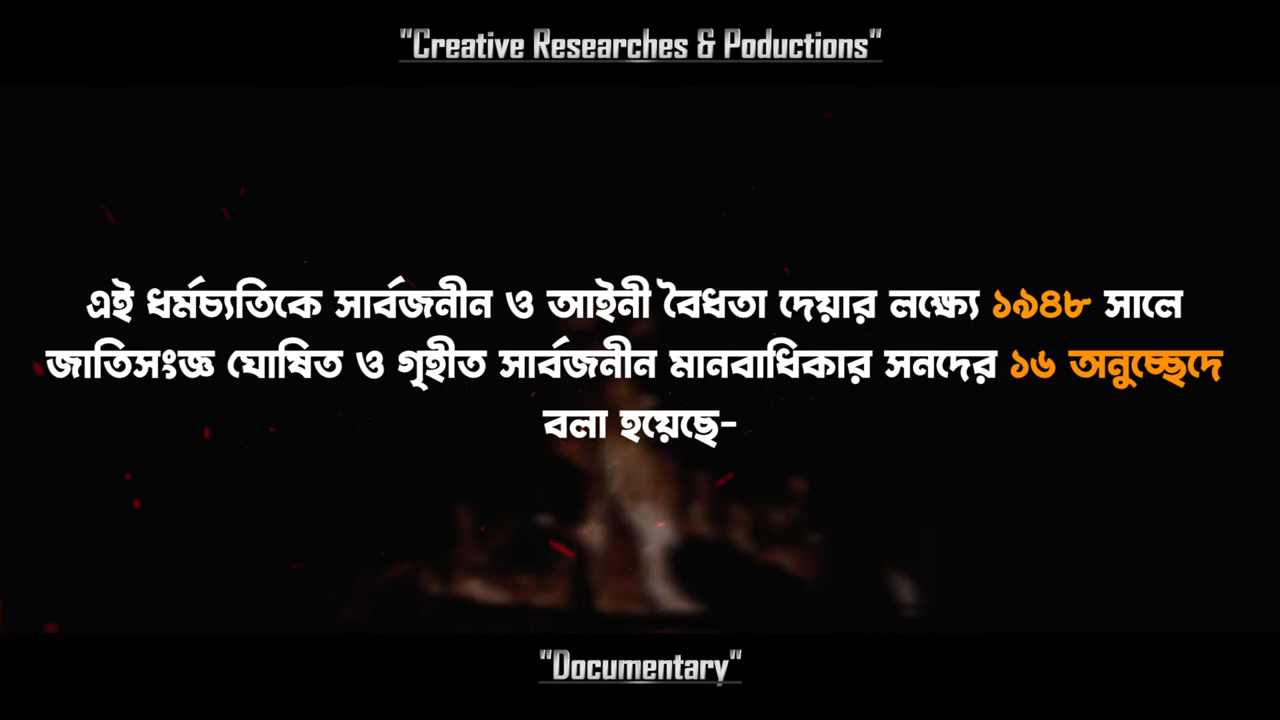 "Creative Researches & Poductions"
এই ধর্মচ্যতিকে সার্বজনীন ও আইনী বৈধতা দেয়ার লক্ষ্যে ১৯৪৮ সালে
জাতিসংজ্ঞ ঘোষিত ও গৃহীত সার্বজনীন মানবাধিকার সনদের ১৬ অনুচ্ছেদে
বলা হয়েছে-
"Documentary"